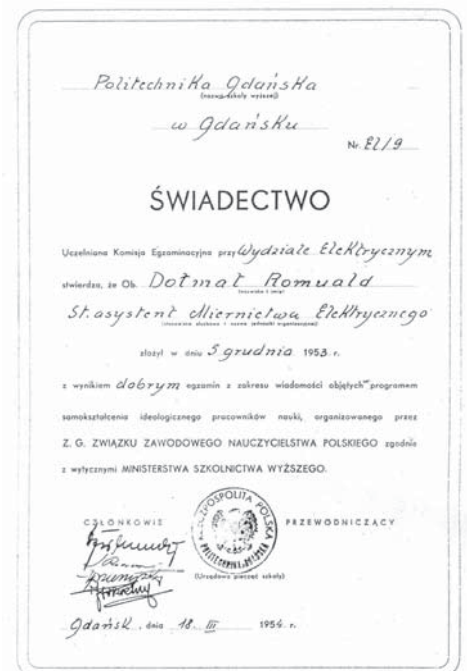 Politechnika Gdańska
(nazwa szkoły wyższej)
w Gdańsku
Nr. El/9
ŚWIADECTWO
Uczelniana Komisja Egzaminacyjna przy Wydziale Elektrycznym
stwierdza, że Ob. Dołmat Romuald
(nazwisko i imię)
St. asystent Miernictwa Elektrycznego
(stanowisko służbowe i nazwa jednostki organizacyjnej)
złożył w dniu 5 grudnia 1953. r.
z wynikiem dobrym egzamin z zakresu wiadomości objętych programem
samokształcenia ideologicznego pracowników nauki, organizowanego przez
Z. G. ZWIĄZKU ZAWODOWEGO NAUCZYCIELSTWA POLSKIEGO zgodnie
z wytycznymi MINISTERSTWA SZKOLNICTWA WYŻSZEGO.
CZŁONKOWIE
PRZEWODNICZĄCY
RZECZPOSPOLITA POLSKA
POLITECHNIKA GDAŃSKA
(Urzędowa pieczęć szkoły)
Gdańsk, dnia 18. III 1954. r.